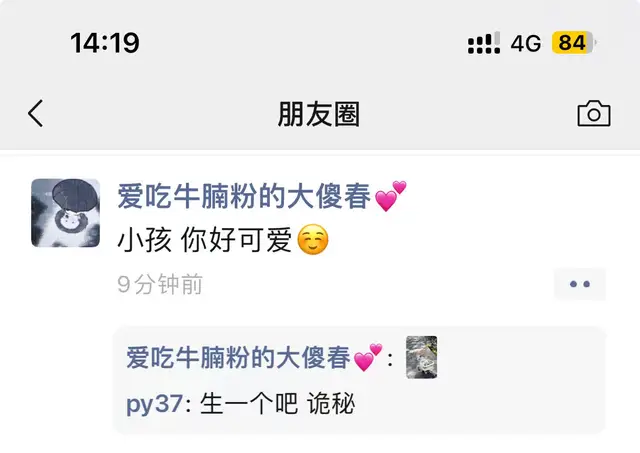 14:19
4G 84
朋友圈
爱吃牛腩粉的大傻春💕
小孩 你好可爱☺️
9分钟前
爱吃牛腩粉的大傻春💕:
py37: 生一个吧 诡秘